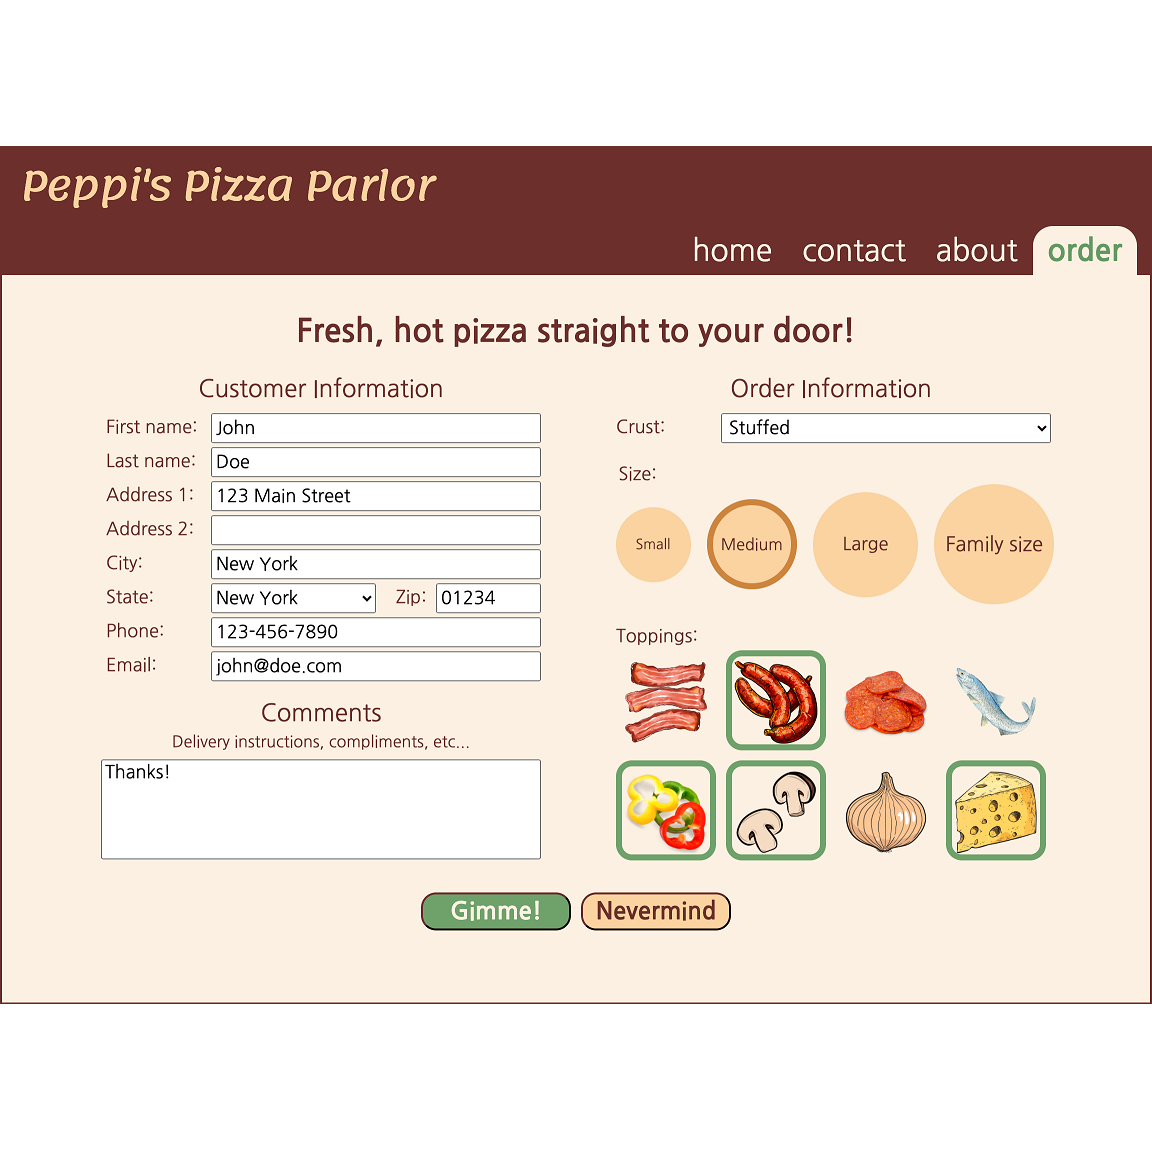 Peppi's Pizza Parlor
home contact about order
Fresh, hot pizza straight to your door!
Customer Information
First name: John
Last name: Doe
Address 1: 123 Main Street
Address 2:
City: New York
State: New York Zip: 01234
Phone: 123-456-7890
Email: john@doe.com
Comments
Delivery instructions, compliments, etc...
Thanks!
Order Information
Crust: Stuffed
Size:
Small Medium Large Family size
Toppings:
Gimme! Nevermind